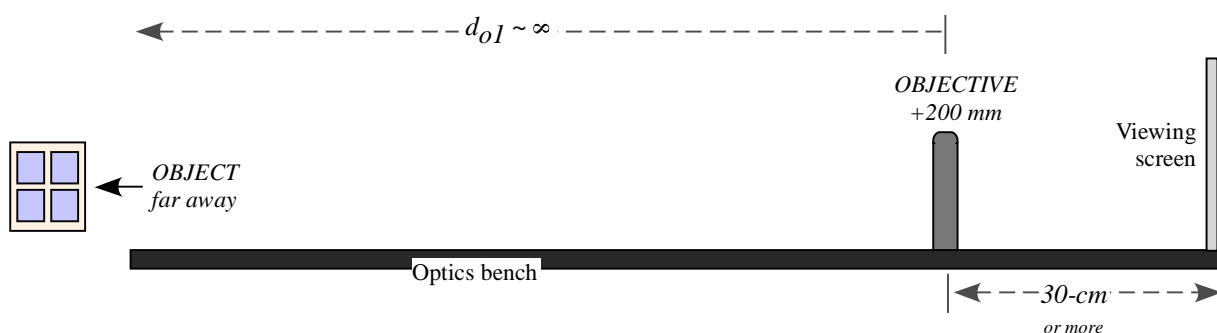 d_o1 ~ ∞
OBJECTIVE
+200 mm
Viewing
screen
OBJECT
far away
Optics bench
30-cm
or more